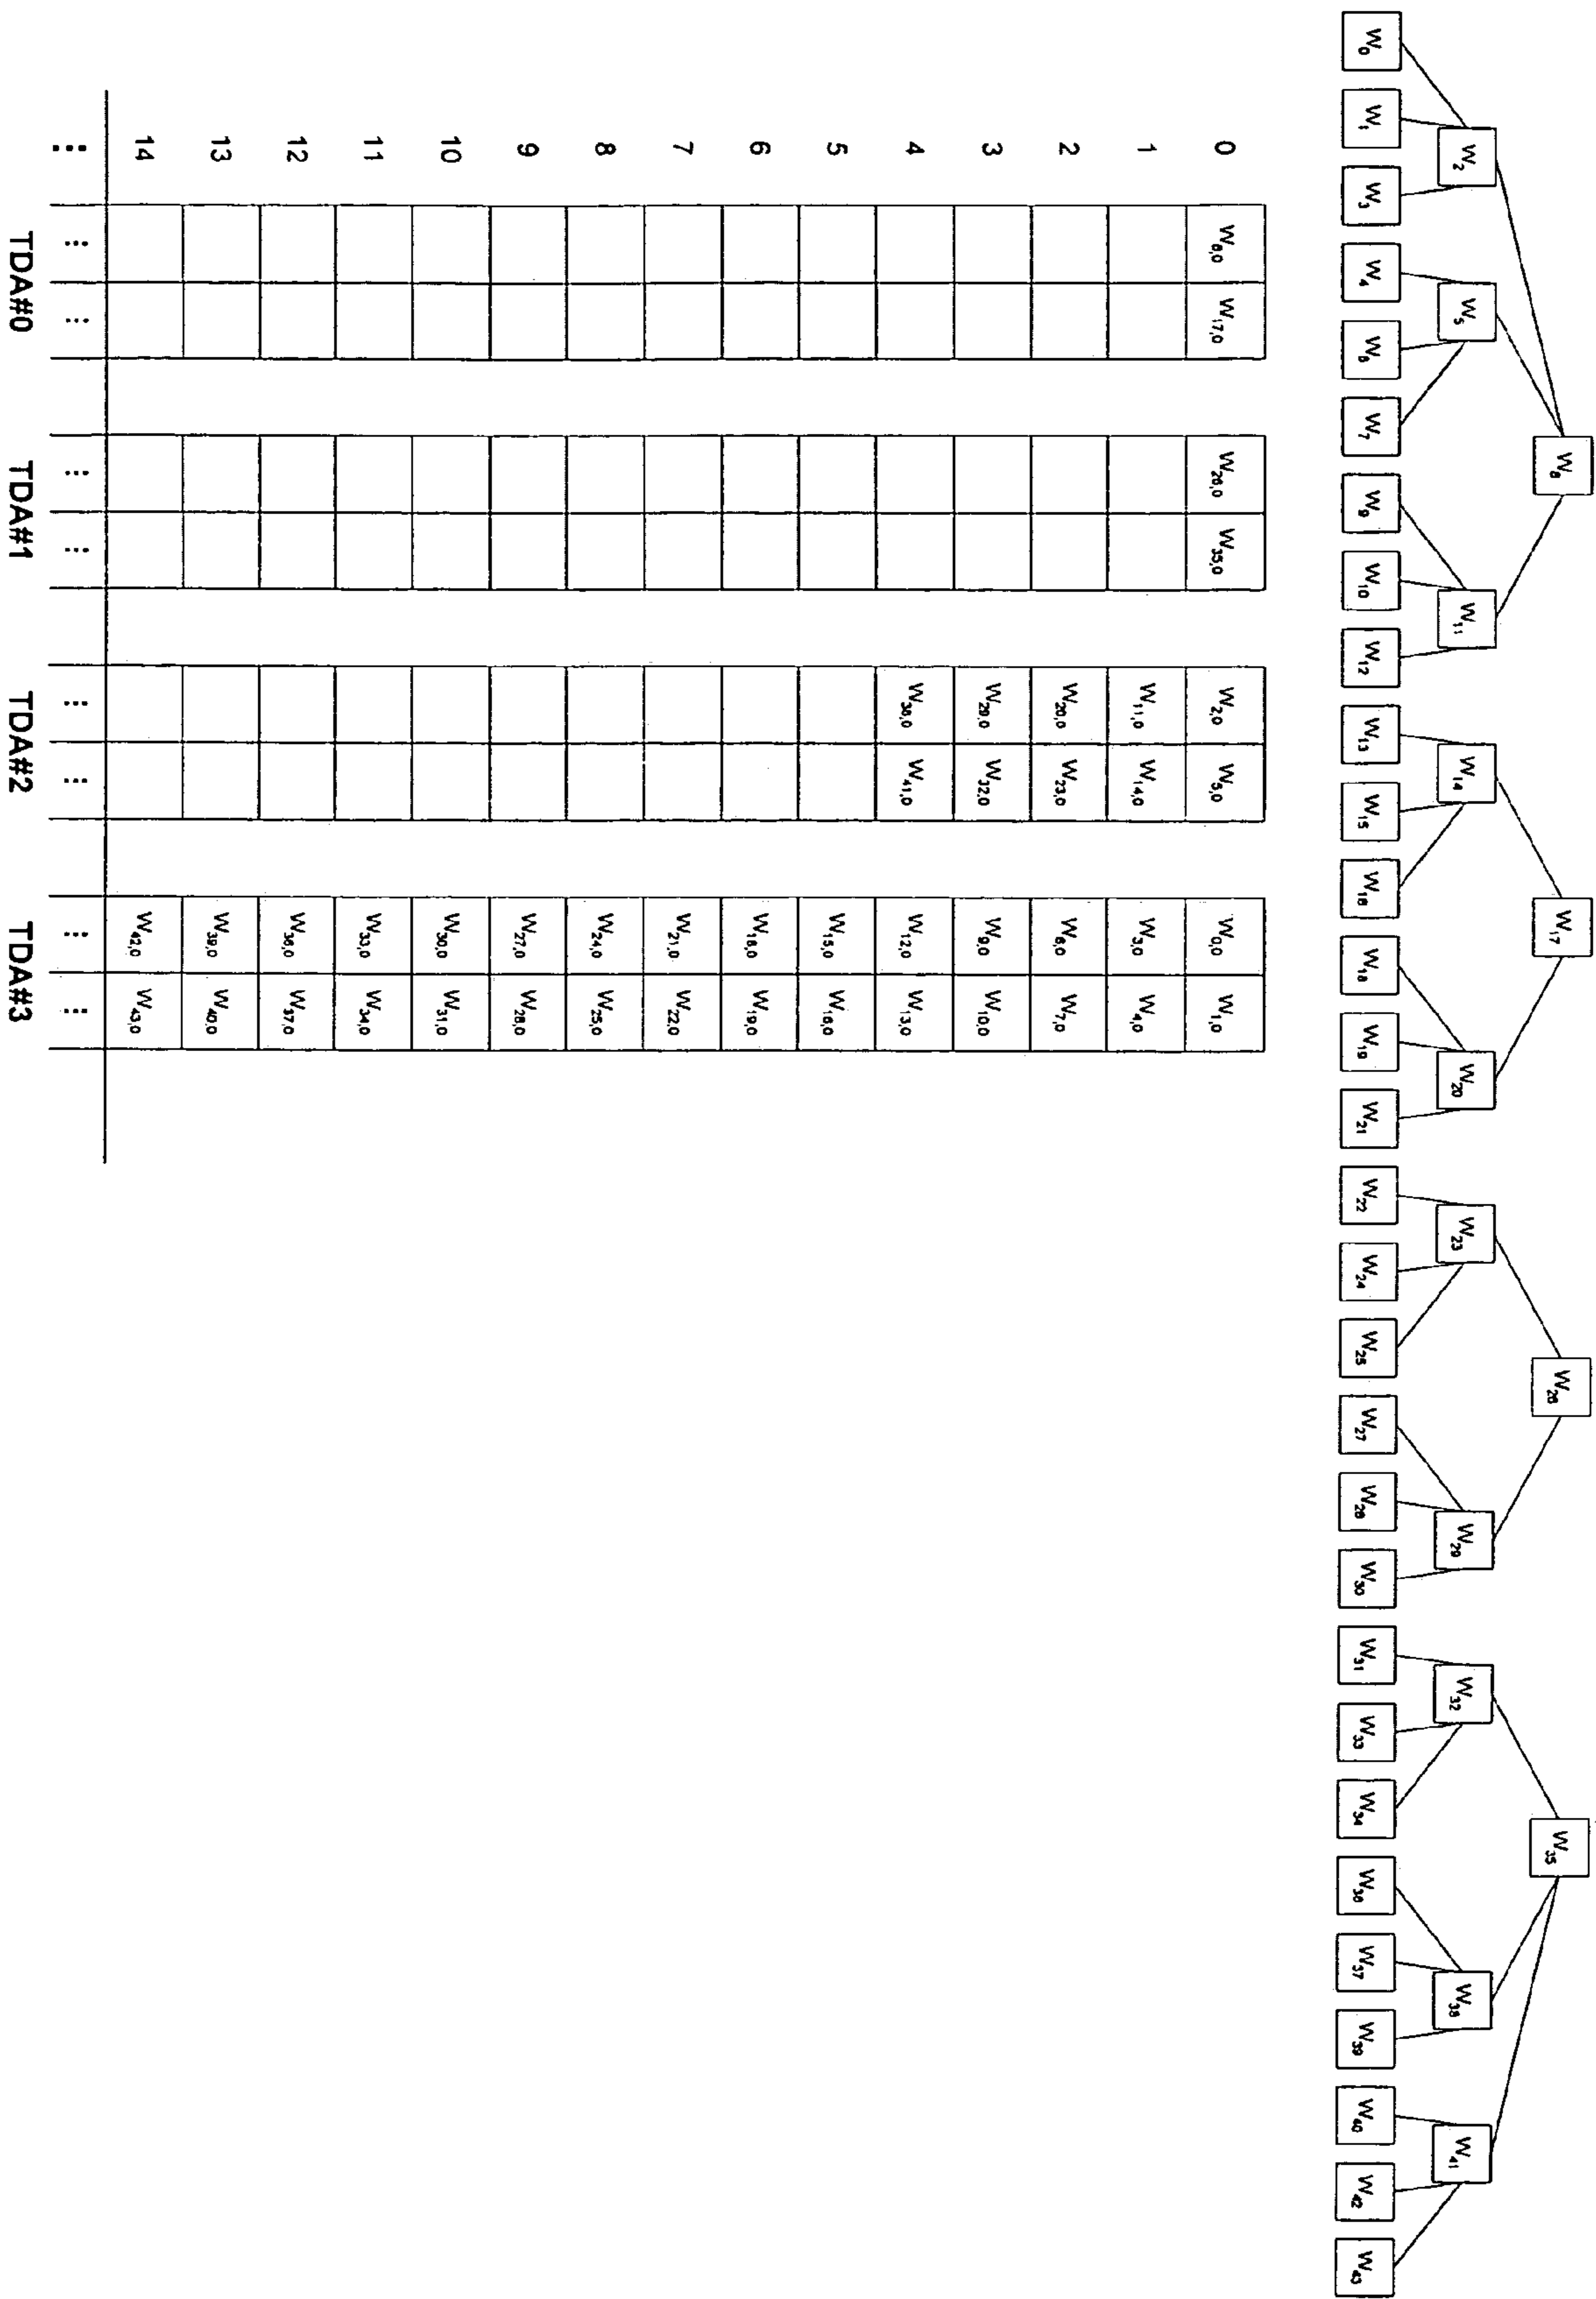 W₈ W₁₇ W₂₆ W₃₅
W₂ W₅ W₁₁ W₁₄ W₂₀ W₂₃ W₂₉ W₃₂ W₃₈ W₄₁
W₀ W₁ W₃ W₄ W₆ W₇ W₉ W₁₀ W₁₂ W₁₃ W₁₅ W₁₆ W₁₈ W₁₉ W₂₁ W₂₂ W₂₄ W₂₅ W₂₇ W₂₈ W₃₀ W₃₁ W₃₃ W₃₄ W₃₆ W₃₇ W₃₉ W₄₀ W₄₂ W₄₃
0 W8,0 W17,0 W26,0 W35,0 W2,0 W5,0 W0,0 W1,0
1 W11,0 W14,0 W3,0 W4,0
2 W20,0 W23,0 W6,0 W7,0
3 W29,0 W32,0 W9,0 W10,0
4 W38,0 W41,0 W12,0 W13,0
5 W15,0 W16,0
6 W18,0 W19,0
7 W21,0 W22,0
8 W24,0 W25,0
9 W27,0 W28,0
10 W30,0 W31,0
11 W33,0 W34,0
12 W36,0 W37,0
13 W39,0 W40,0
14 W42,0 W43,0
⋮ ⋮ ⋮ ⋮ ⋮ ⋮ ⋮ ⋮ ⋮
TDA#0 TDA#1 TDA#2 TDA#3